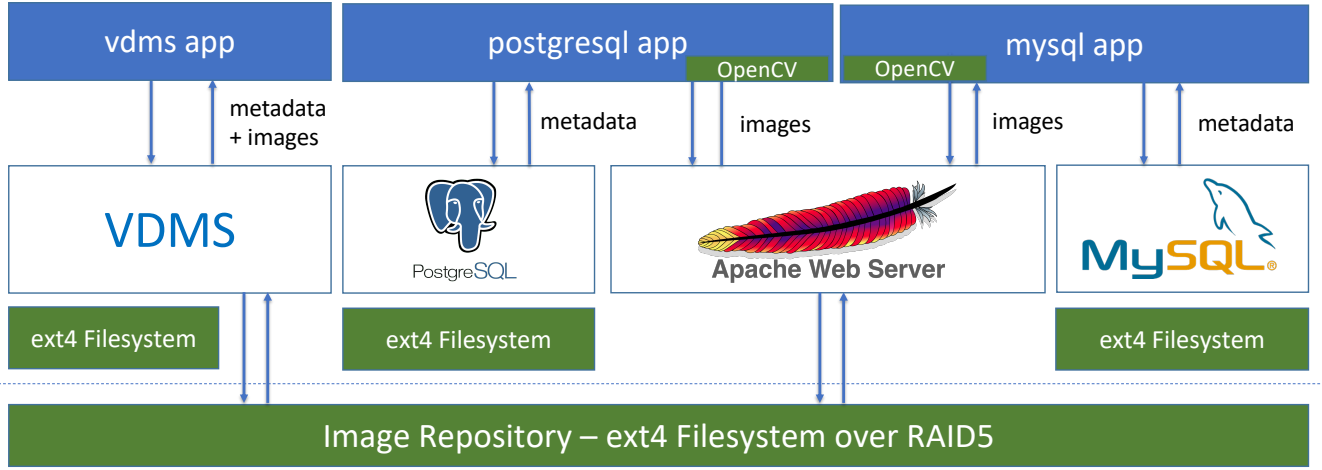 vdms app
postgresql app
mysql app
OpenCV
OpenCV
metadata
+ images
metadata
images
images
metadata
VDMS
PostgreSQL
Apache Web Server
MySQL®
ext4 Filesystem
ext4 Filesystem
ext4 Filesystem
Image Repository – ext4 Filesystem over RAID5